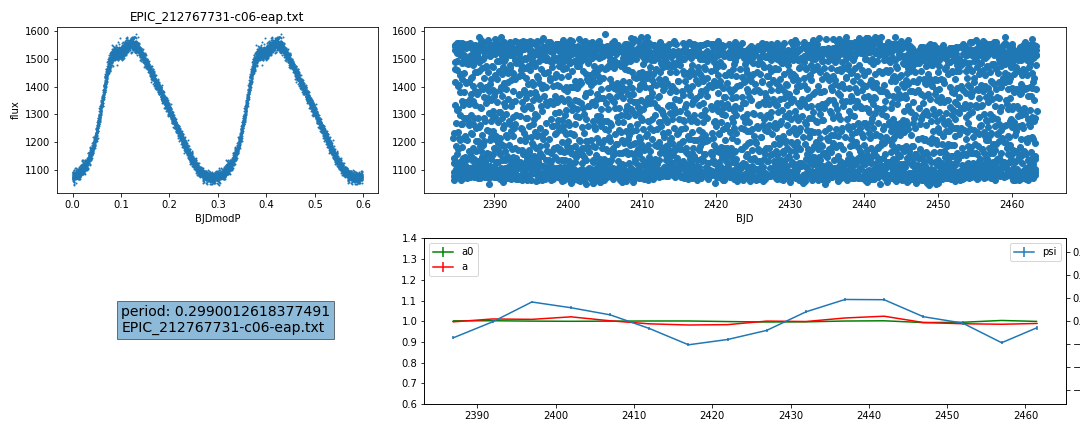 EPIC_212767731-c06-eap.txt
1600
1500
1400
1300
1200
1100
flux
0.0 0.1 0.2 0.3 0.4 0.5 0.6
BJDmodP
1600
1500
1400
1300
1200
1100
2390 2400 2410 2420 2430 2440 2450 2460
BJD
period: 0.2990012618377491
EPIC_212767731-c06-eap.txt
1.4
1.3
1.2
1.1
1.0
0.9
0.8
0.7
0.6
a0
a
psi
2390 2400 2410 2420 2430 2440 2450 2460